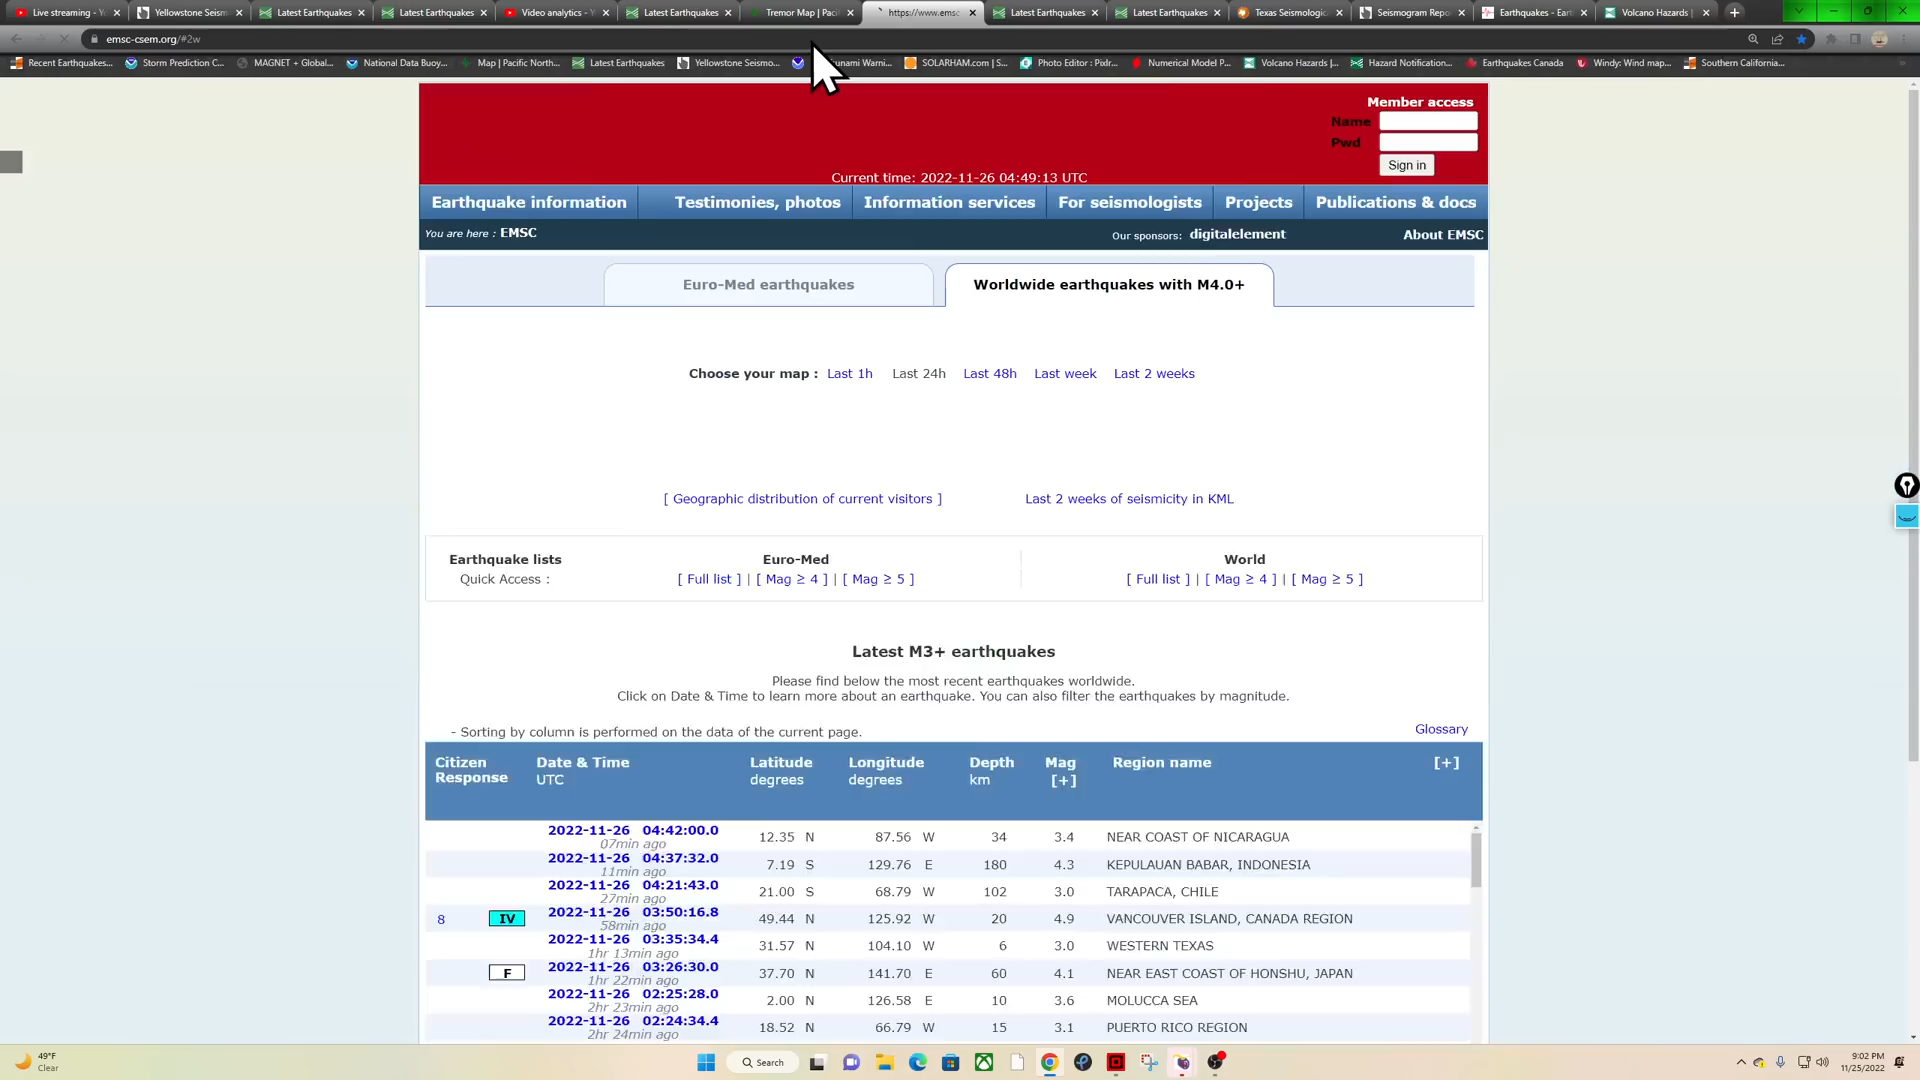 Live streaming - Y
Yellowstone Seism
Latest Earthquakes
Latest Earthquakes
Video analytics - Y
Latest Earthquakes
Tremor Map | Paci
https://www.emsc
Latest Earthquakes
Latest Earthquakes
Texas Seismologic
Seismogram Repo
Earthquakes - Eart
Volcano Hazards |
emsc-csem.org/#2w
Recent Earthquakes...
Storm Prediction C...
MAGNET + Global...
National Data Buoy...
Map | Pacific North...
Latest Earthquakes
Yellowstone Seismo...
unami Warni...
SOLARHAM.com | S...
Photo Editor : Pixlr...
Numerical Model P...
Volcano Hazards |...
Hazard Notification...
Earthquakes Canada
Windy: Wind map...
Southern California...
Member access
Name
Pwd
Sign in
Current time: 2022-11-26 04:49:13 UTC
Earthquake information Testimonies, photos Information services For seismologists Projects Publications & docs
You are here : EMSC Our sponsors: digitalelement About EMSC
Euro-Med earthquakes Worldwide earthquakes with M4.0+
Choose your map : Last 1h Last 24h Last 48h Last week Last 2 weeks
[ Geographic distribution of current visitors ] Last 2 weeks of seismicity in KML
Earthquake lists Euro-Med World
Quick Access : [ Full list ] | [ Mag ≥ 4 ] | [ Mag ≥ 5 ] [ Full list ] | [ Mag ≥ 4 ] | [ Mag ≥ 5 ]
Latest M3+ earthquakes
Please find below the most recent earthquakes worldwide.
Click on Date & Time to learn more about an earthquake. You can also filter the earthquakes by magnitude.
- Sorting by column is performed on the data of the current page. Glossary
Citizen Date & Time Latitude Longitude Depth Mag Region name [+]
Response UTC degrees degrees km [+]
2022-11-26 04:42:00.0 12.35 N 87.56 W 34 3.4 NEAR COAST OF NICARAGUA
07min ago
2022-11-26 04:37:32.0 7.19 S 129.76 E 180 4.3 KEPULAUAN BABAR, INDONESIA
11min ago
2022-11-26 04:21:43.0 21.00 S 68.79 W 102 3.0 TARAPACA, CHILE
27min ago
8 IV 2022-11-26 03:50:16.8 49.44 N 125.92 W 20 4.9 VANCOUVER ISLAND, CANADA REGION
58min ago
2022-11-26 03:35:34.4 31.57 N 104.10 W 6 3.0 WESTERN TEXAS
1hr 13min ago
F 2022-11-26 03:26:30.0 37.70 N 141.70 E 60 4.1 NEAR EAST COAST OF HONSHU, JAPAN
1hr 22min ago
2022-11-26 02:25:28.0 2.00 N 126.58 E 10 3.6 MOLUCCA SEA
2hr 23min ago
2022-11-26 02:24:34.4 18.52 N 66.79 W 15 3.1 PUERTO RICO REGION
2hr 24min ago
49°F
Clear
Search
9:02 PM
11/25/2022